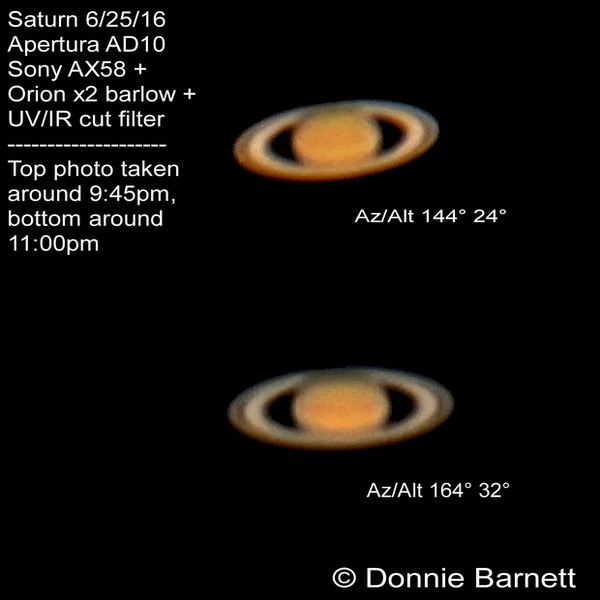 Saturn 6/25/16
Apertura AD10
Sony AX58 +
Orion x2 barlow +
UV/IR cut filter
--------------------
Top photo taken
around 9:45pm,
bottom around
11:00pm
Az/Alt 144° 24°
Az/Alt 164° 32°
© Donnie Barnett